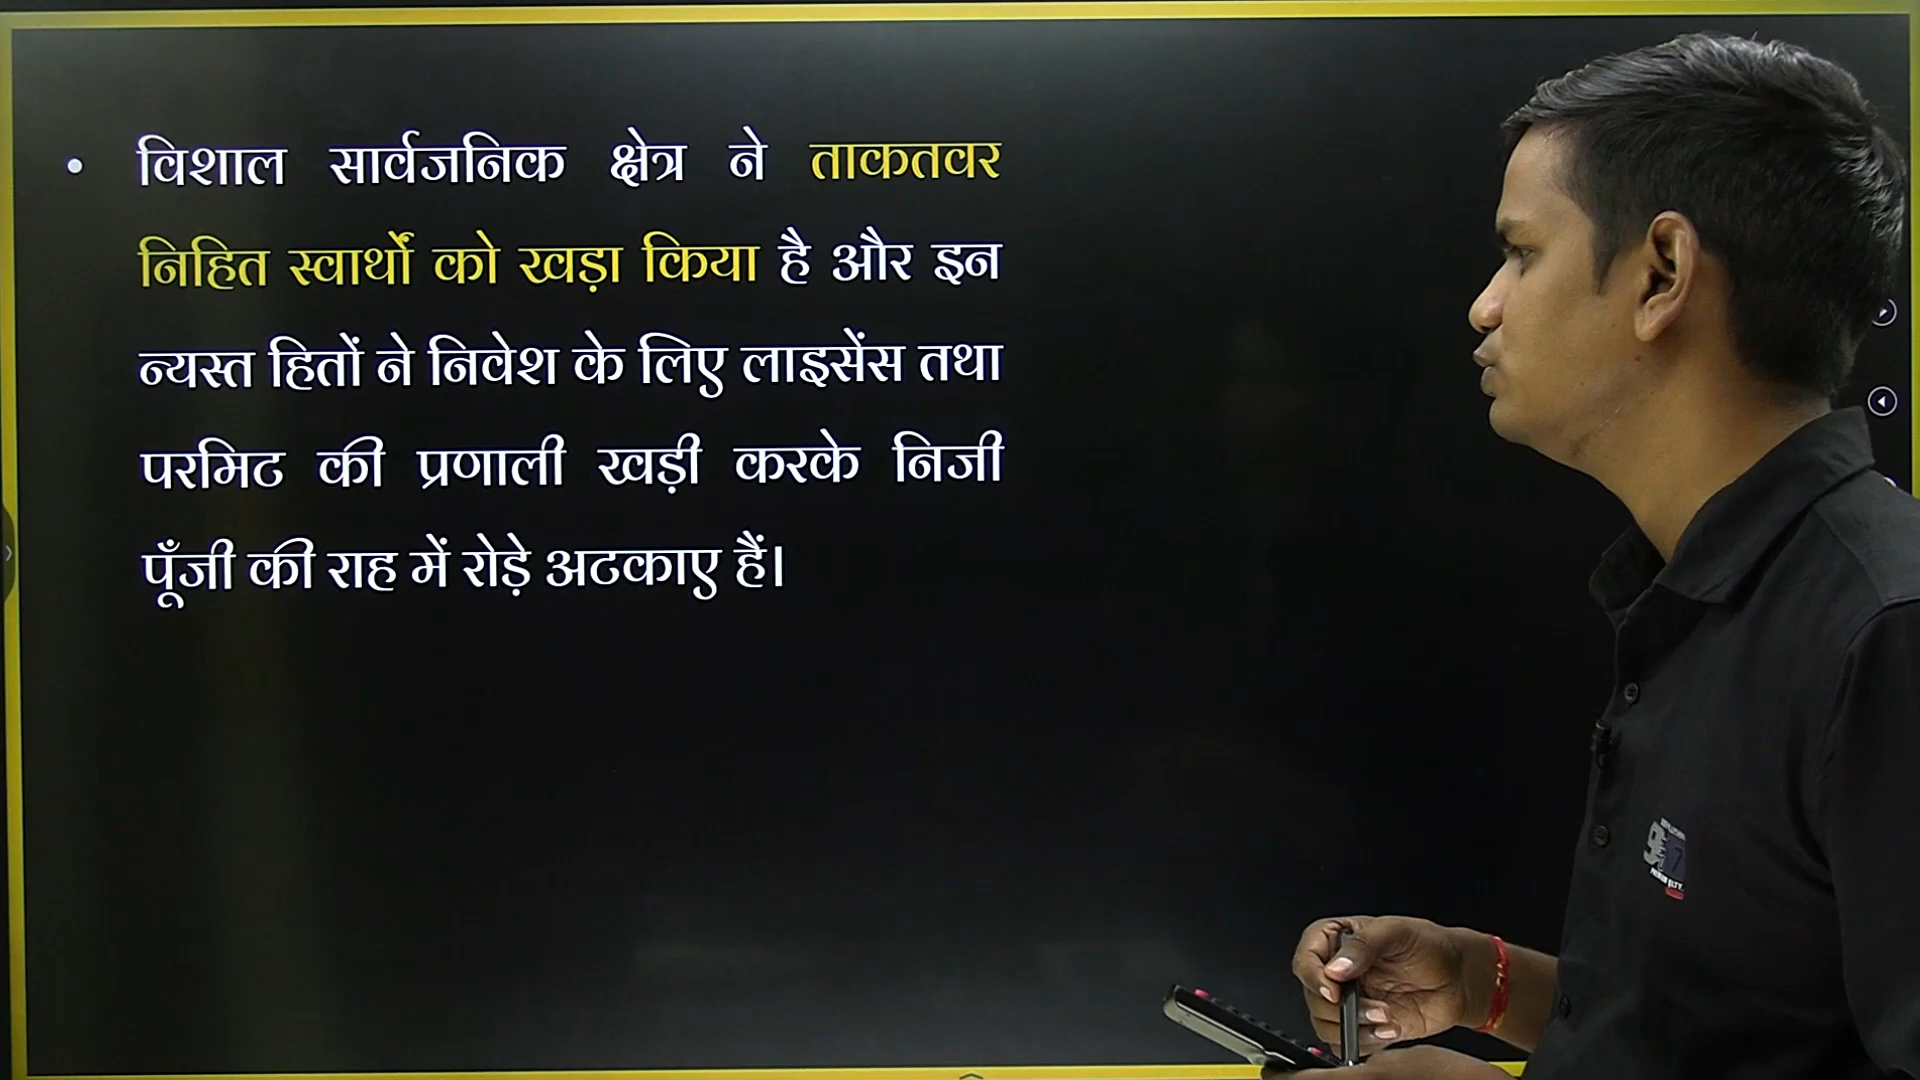 • विशाल सार्वजनिक क्षेत्र ने ताकतवर
निहित स्वार्थों को खड़ा किया है और इन
न्यस्त हितों ने निवेश के लिए लाइसेंस तथा
परमिट की प्रणाली खड़ी करके निजी
पूँजी की राह में रोड़े अटकाए हैं।